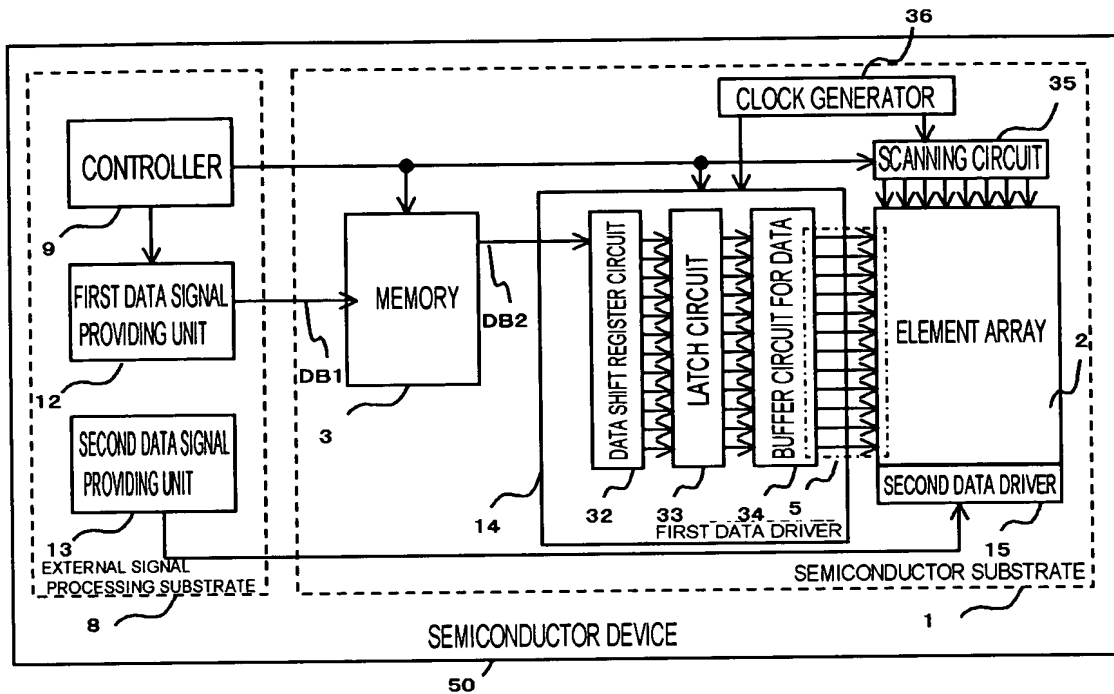 36
CLOCK GENERATOR
35
CONTROLLER
SCANNING CIRCUIT
9
FIRST DATA SIGNAL
PROVIDING UNIT
12
DB1
MEMORY
3
DB2
DATA SHIFT REGISTER CIRCUIT
32
LATCH CIRCUIT
33
BUFFER CIRCUIT FOR DATA
34
5
ELEMENT ARRAY
2
SECOND DATA SIGNAL
PROVIDING UNIT
13
14
FIRST DATA DRIVER
SECOND DATA DRIVER
15
EXTERNAL SIGNAL
PROCESSING SUBSTRATE
8
SEMICONDUCTOR SUBSTRATE
1
SEMICONDUCTOR DEVICE
50